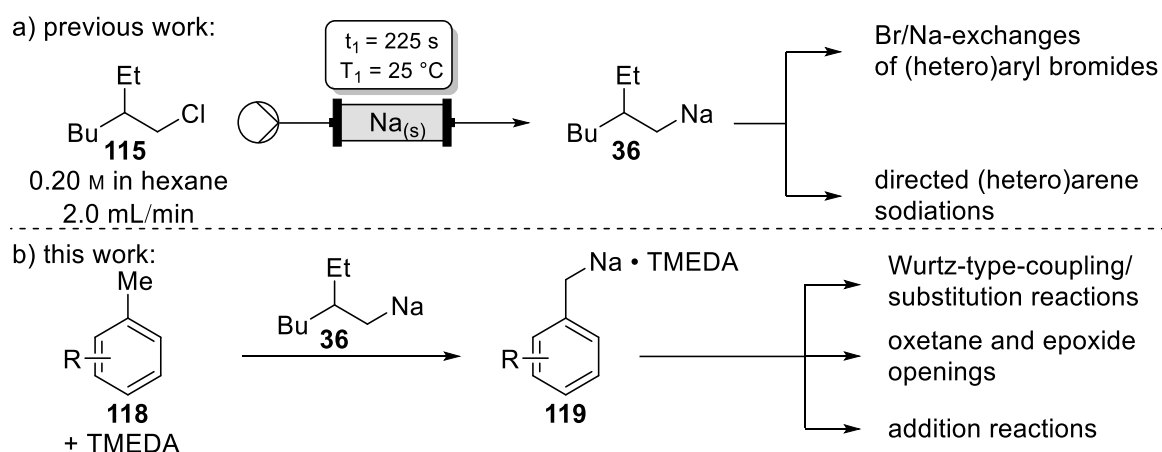 a) previous work:
t1 = 225 s
T1 = 25 °C
Et
Cl
Bu
115
0.20 M in hexane
2.0 mL/min
Na(s)
Et
Na
Bu
36
Br/Na-exchanges
of (hetero)aryl bromides
directed (hetero)arene
sodiations
b) this work:
Me
R
118
+ TMEDA
Et
Na
Bu
36
Na • TMEDA
R
119
Wurtz-type-coupling/
substitution reactions
oxetane and epoxide
openings
addition reactions